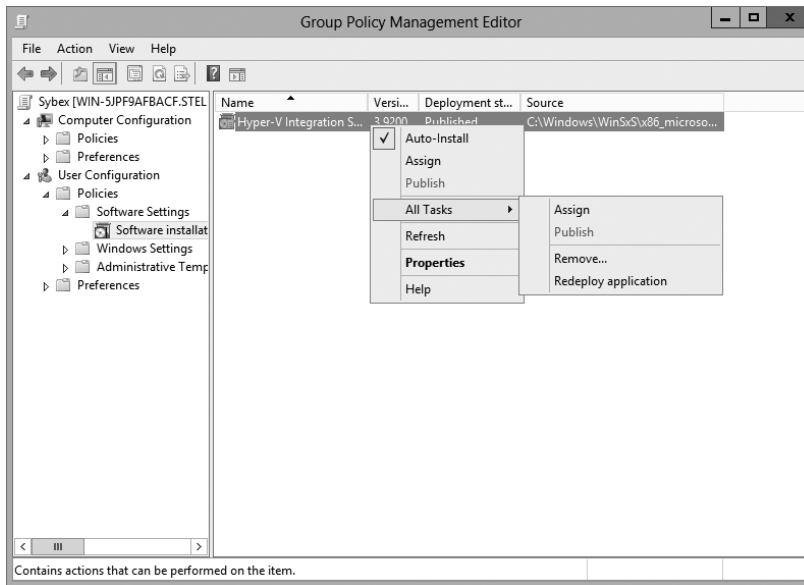 Group Policy Management Editor
File Action View Help
Sybex [WIN-5JPF9AFBACF.STEL
Computer Configuration
Policies
Preferences
User Configuration
Policies
Software Settings
Software installat
Windows Settings
Administrative Temp
Preferences
Name Versi... Deployment st... Source
Hyper-V Integration S... 3.9200 Published C:\Windows\WinSxS\x86_microso...
Auto-Install
Assign
Publish
All Tasks
Refresh
Properties
Help
Assign
Publish
Remove...
Redeploy application
Contains actions that can be performed on the item.